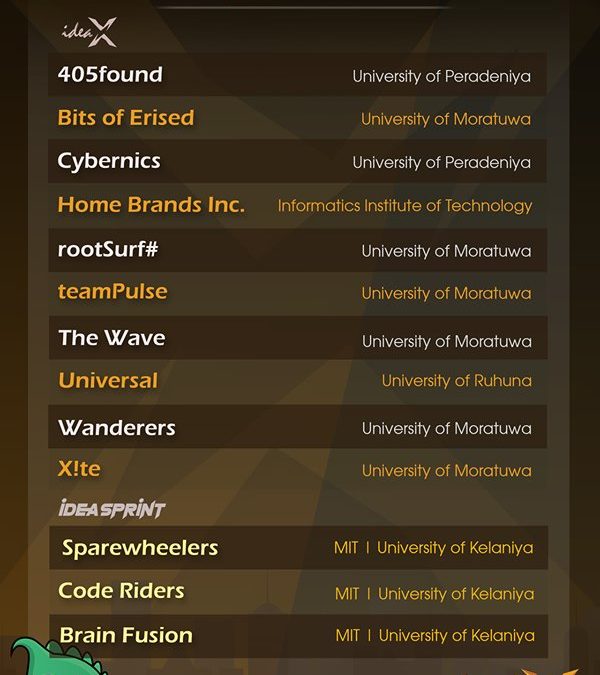 ideaX
405found University of Peradeniya
Bits of Erised University of Moratuwa
Cybernics University of Peradeniya
Home Brands Inc. Informatics Institute of Technology
rootSurf# University of Moratuwa
teamPulse University of Moratuwa
The Wave University of Moratuwa
Universal University of Ruhuna
Wanderers University of Moratuwa
X!te University of Moratuwa
IDEASPRINT
Sparewheelers MIT | University of Kelaniya
Code Riders MIT | University of Kelaniya
Brain Fusion MIT | University of Kelaniya